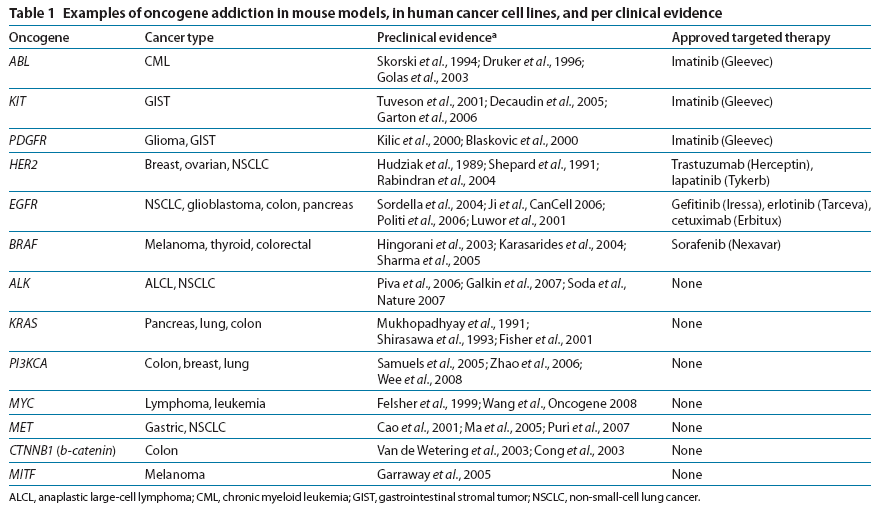 Table 1 Examples of oncogene addiction in mouse models, in human cancer cell lines, and per clinical evidence
Oncogene Cancer type Preclinical evidenceᵃ Approved targeted therapy
ABL CML Skorski et al., 1994; Druker et al., 1996; Imatinib (Gleevec)
Golas et al., 2003
KIT GIST Tuveson et al., 2001; Decaudin et al., 2005; Imatinib (Gleevec)
Garton et al., 2006
PDGFR Glioma, GIST Kilic et al., 2000; Blaskovic et al., 2000 Imatinib (Gleevec)
HER2 Breast, ovarian, NSCLC Hudziak et al., 1989; Shepard et al., 1991; Trastuzumab (Herceptin),
Rabindran et al., 2004 lapatinib (Tykerb)
EGFR NSCLC, glioblastoma, colon, pancreas Sordella et al., 2004; Ji et al., CanCell 2006; Gefitinib (Iressa), erlotinib (Tarceva),
Politi et al., 2006; Luwor et al., 2001 cetuximab (Erbitux)
BRAF Melanoma, thyroid, colorectal Hingorani et al., 2003; Karasarides et al., 2004; Sorafenib (Nexavar)
Sharma et al., 2005
ALK ALCL, NSCLC Piva et al., 2006; Galkin et al., 2007; Soda et al., None
Nature 2007
KRAS Pancreas, lung, colon Mukhopadhyay et al., 1991; None
Shirasawa et al., 1993; Fisher et al., 2001
PI3KCA Colon, breast, lung Samuels et al., 2005; Zhao et al., 2006; None
Wee et al., 2008
MYC Lymphoma, leukemia Felsher et al., 1999; Wang et al., Oncogene 2008 None
MET Gastric, NSCLC Cao et al., 2001; Ma et al., 2005; Puri et al., 2007 None
CTNNB1 (b-catenin) Colon Van de Wetering et al., 2003; Cong et al., 2003 None
MITF Melanoma Garraway et al., 2005 None
ALCL, anaplastic large-cell lymphoma; CML, chronic myeloid leukemia; GIST, gastrointestinal stromal tumor; NSCLC, non-small-cell lung cancer.